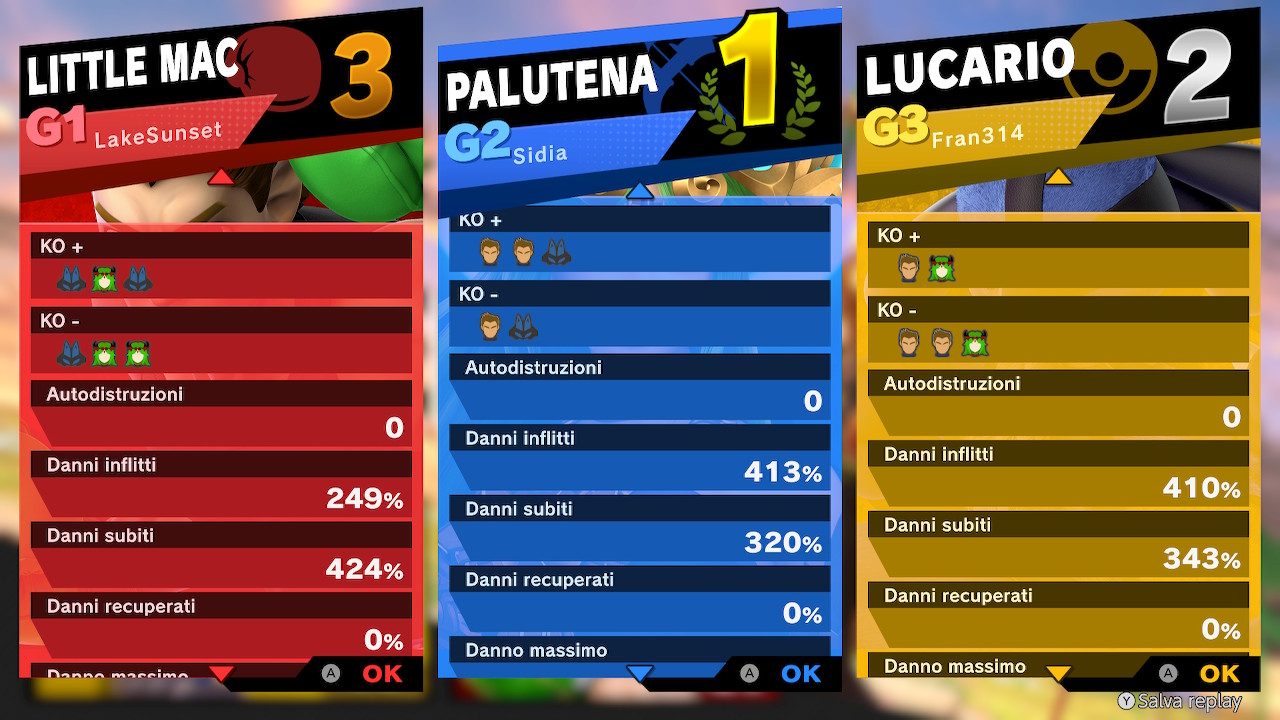 LITTLE MAC
3
G1 LakeSunset
KO +
KO -
Autodistruzioni
0
Danni inflitti
249%
Danni subiti
424%
Danni recuperati
0%
Danno massimo
A OK
PALUTENA
1
G2 Sidia
KO +
KO -
Autodistruzioni
0
Danni inflitti
413%
Danni subiti
320%
Danni recuperati
0%
Danno massimo
A OK
LUCARIO
2
G3 Fran314
KO +
KO -
Autodistruzioni
0
Danni inflitti
410%
Danni subiti
343%
Danni recuperati
0%
Danno massimo
A OK
Y Salva replay